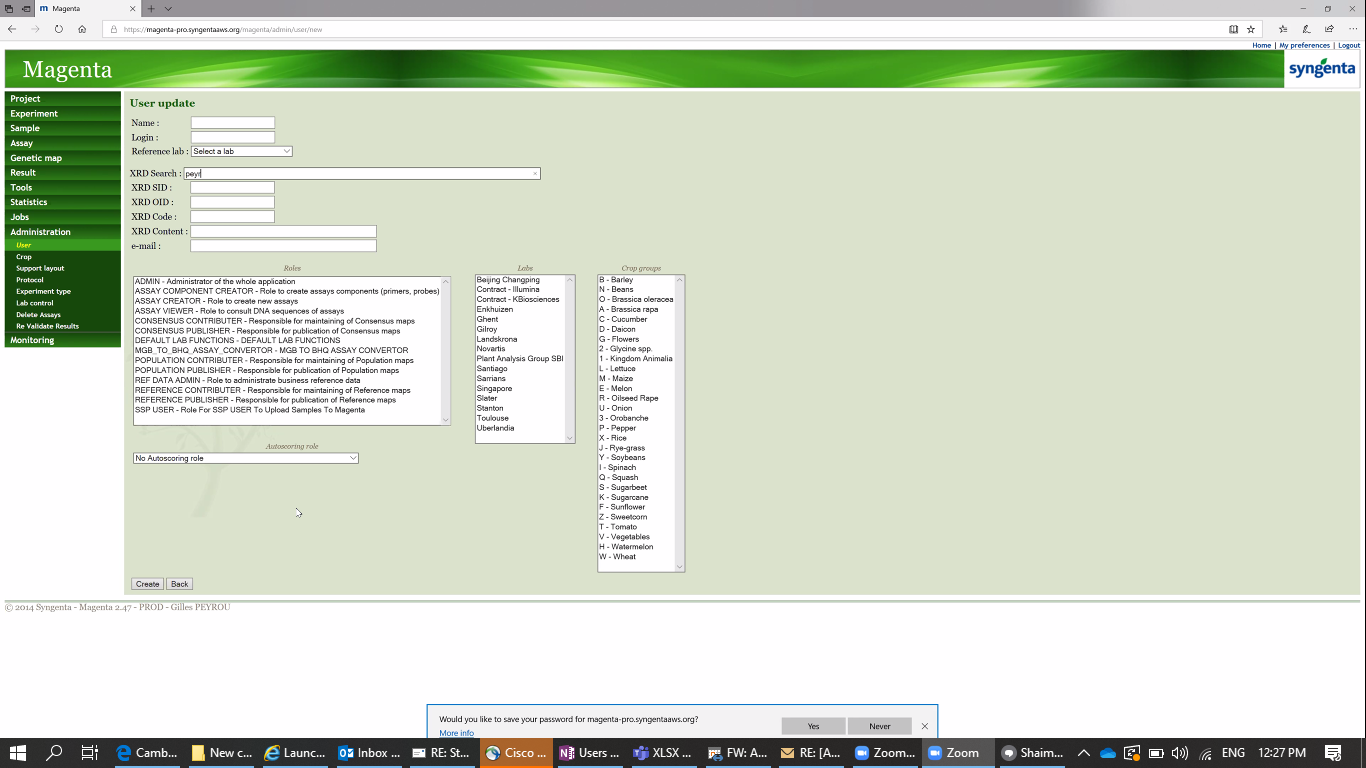 Magenta
https://magenta-pro.syngentaaws.org/magenta/admin/user/new
Home | My preferences | Logout
Magenta
syngenta
Project
Experiment
Sample
Assay
Genetic map
Result
Tools
Statistics
Jobs
Administration
User
Crop
Support layout
Protocol
Experiment type
Lab control
Delete Assays
Re Validate Results
Monitoring
User update
Name :
Login :
Reference lab : Select a lab
XRD Search : peyr
XRD SID :
XRD OID :
XRD Code :
XRD Content :
e-mail :
Roles
ADMIN - Administrator of the whole application
ASSAY COMPONENT CREATOR - Role to create assays components (primers, probes)
ASSAY CREATOR - Role to create new assays
ASSAY VIEWER - Role to consult DNA sequences of assays
CONSENSUS CONTRIBUTER - Responsible for maintaining of Consensus maps
CONSENSUS PUBLISHER - Responsible for publication of Consensus maps
DEFAULT LAB FUNCTIONS - DEFAULT LAB FUNCTIONS
MGB_TO_BHQ_ASSAY_CONVERTOR - MGB TO BHQ ASSAY CONVERTOR
POPULATION CONTRIBUTER - Responsible for maintaining of Population maps
POPULATION PUBLISHER - Responsible for publication of Population maps
REF DATA ADMIN - Role to administrate business reference data
REFERENCE CONTRIBUTER - Responsible for maintaining of Reference maps
REFERENCE PUBLISHER - Responsible for publication of Reference maps
SSP USER - Role For SSP USER To Upload Samples To Magenta
Labs
Beijing Changping
Contract - Illumina
Contract - KBiosciences
Enkhuizen
Ghent
Gilroy
Landskrona
Novartis
Plant Analysis Group SBI
Santiago
Sarrians
Singapore
Slater
Stanton
Toulouse
Uberlandia
Crop groups
B - Barley
N - Beans
O - Brassica oleracea
A - Brassica rapa
C - Cucumber
D - Daicon
G - Flowers
2 - Glycine spp.
1 - Kingdom Animalia
L - Lettuce
M - Maize
E - Melon
R - Oilseed Rape
U - Onion
3 - Orobanche
P - Pepper
X - Rice
J - Rye-grass
Y - Soybeans
I - Spinach
Q - Squash
S - Sugarbeet
K - Sugarcane
F - Sunflower
Z - Sweetcorn
T - Tomato
V - Vegetables
H - Watermelon
W - Wheat
Autoscoring role
No Autoscoring role
Create Back
© 2014 Syngenta - Magenta 2.47 - PROD - Gilles PEYROU
Would you like to save your password for magenta-pro.syngentaaws.org?
More info
Yes
Never
Camb... New c... Launc... Inbox ... RE: St... Cisco ... Users ... XLSX ... FW: A... RE: [A... Zoom... Zoom Shaim... ENG 12:27 PM